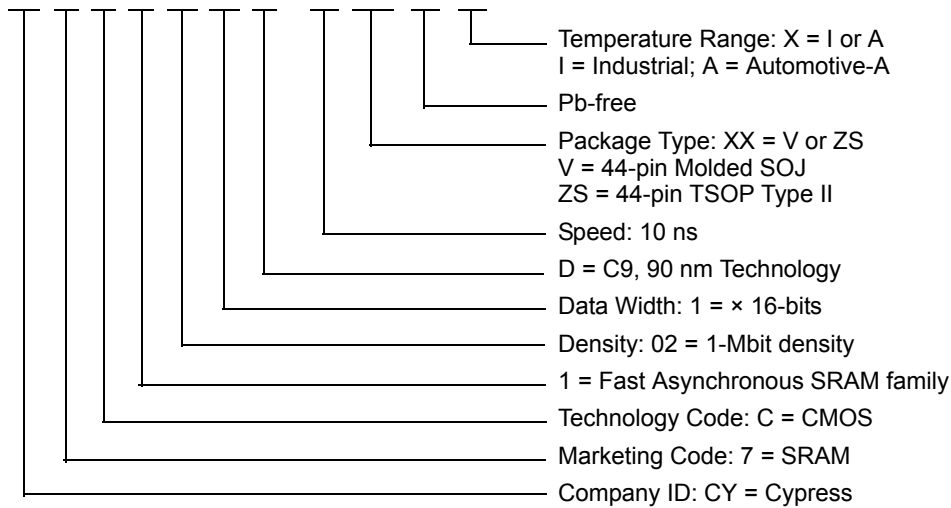 Temperature Range: X = I or A
I = Industrial; A = Automotive-A
Pb-free
Package Type: XX = V or ZS
V = 44-pin Molded SOJ
ZS = 44-pin TSOP Type II
Speed: 10 ns
D = C9, 90 nm Technology
Data Width: 1 = × 16-bits
Density: 02 = 1-Mbit density
1 = Fast Asynchronous SRAM family
Technology Code: C = CMOS
Marketing Code: 7 = SRAM
Company ID: CY = Cypress